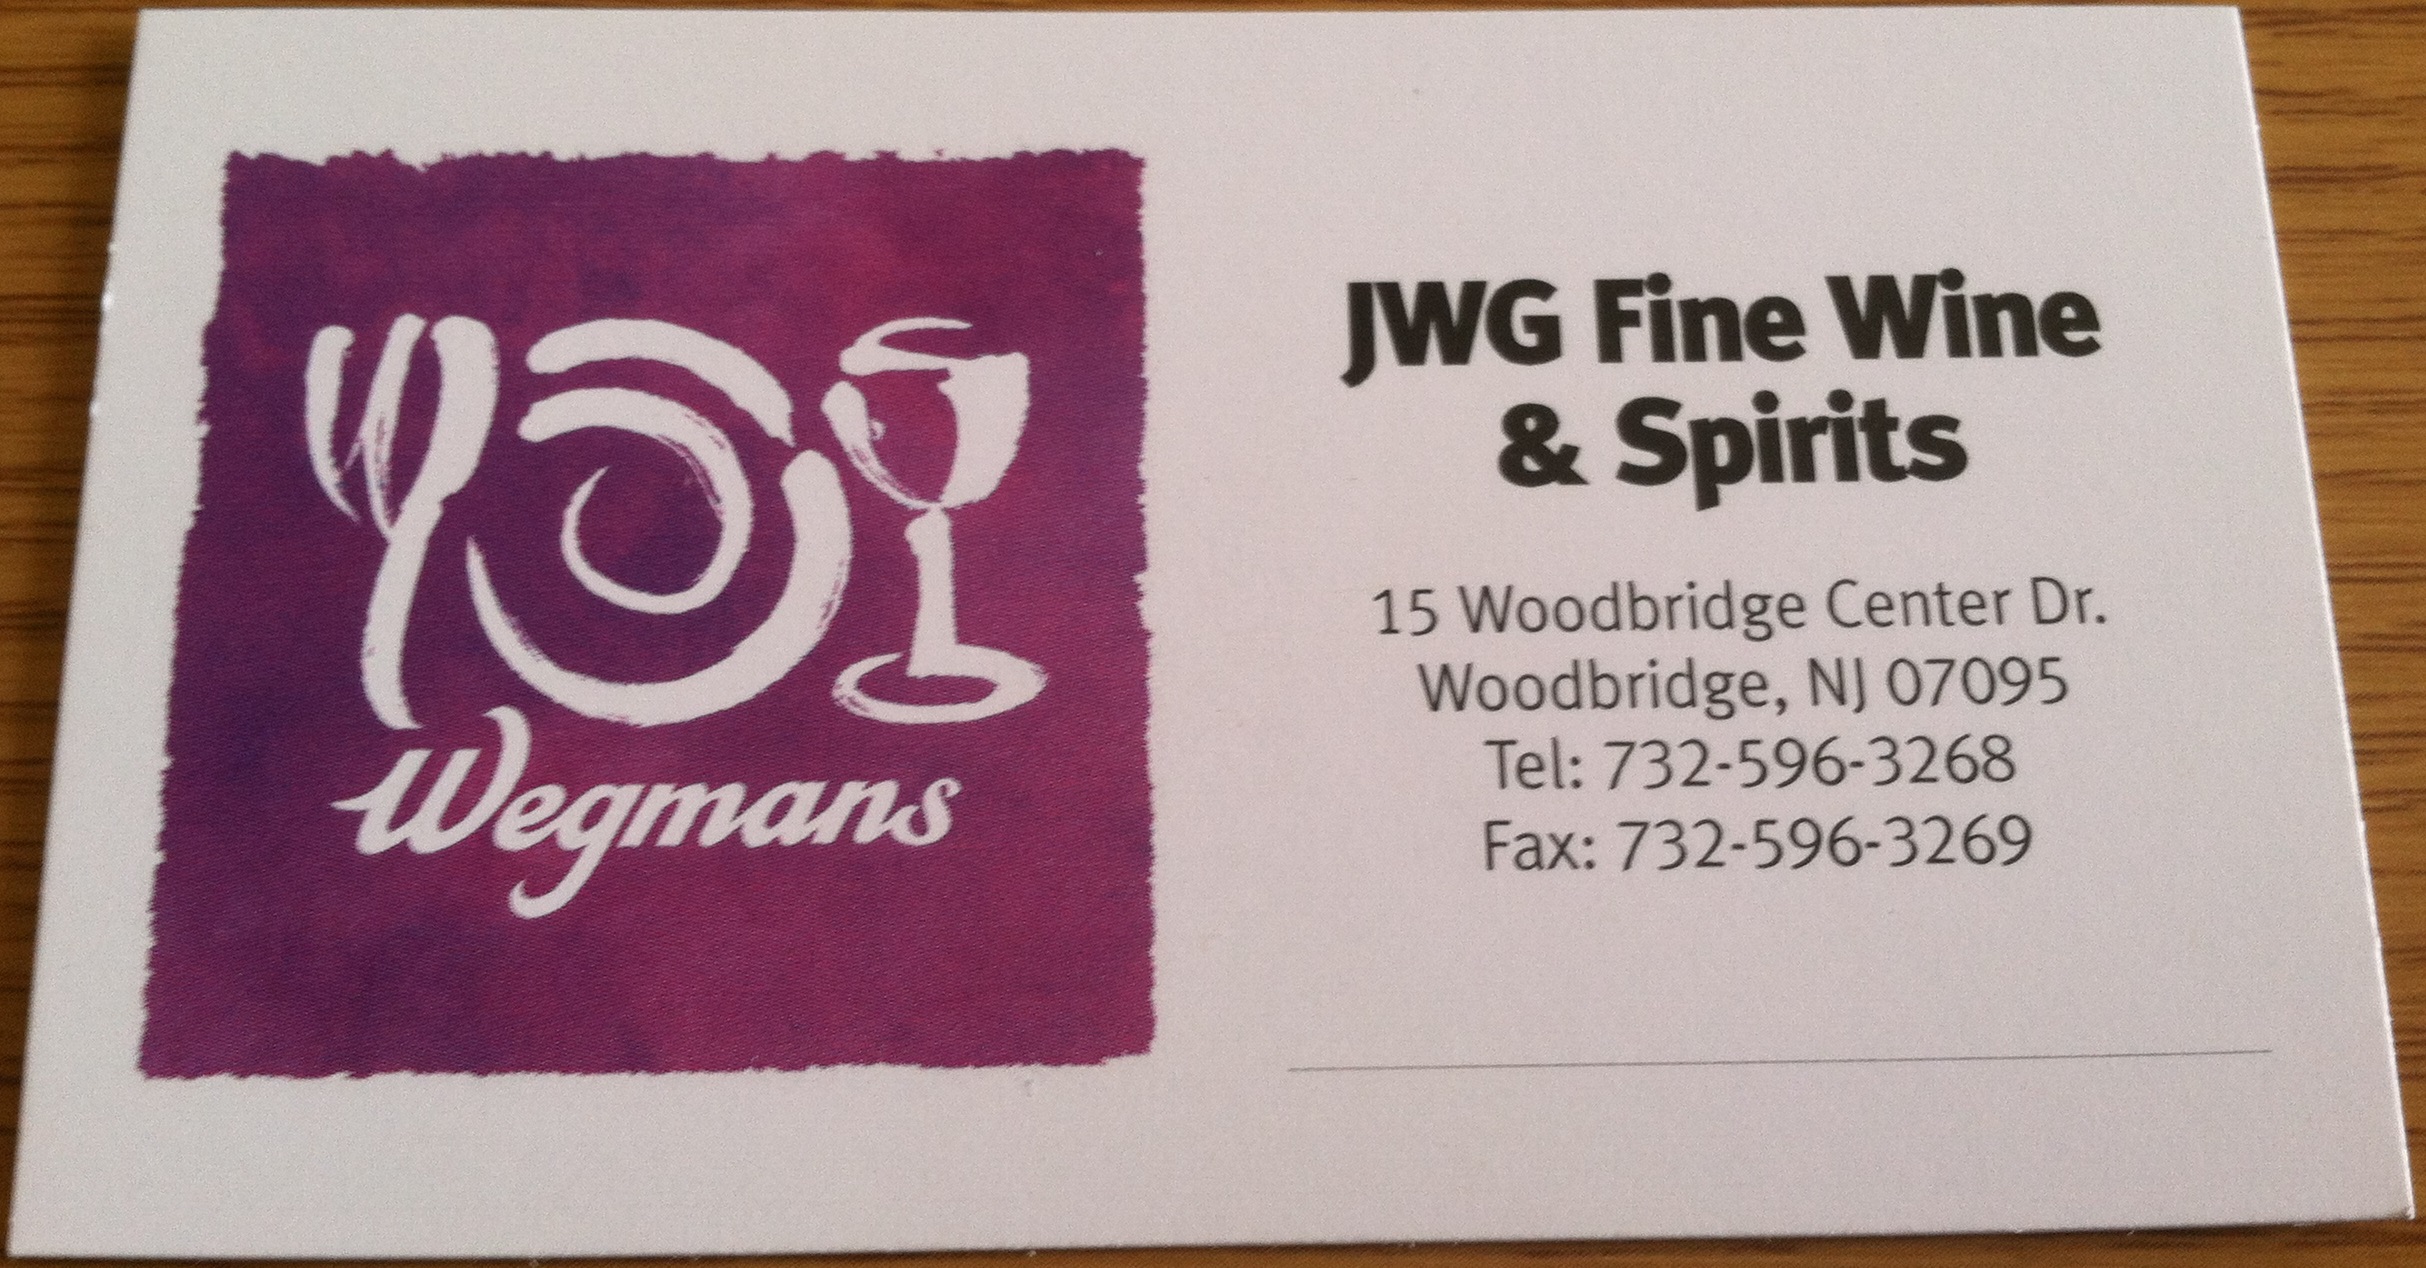 Wegmans
JWG Fine Wine
& Spirits
15 Woodbridge Center Dr.
Woodbridge, NJ 07095
Tel: 732-596-3268
Fax: 732-596-3269